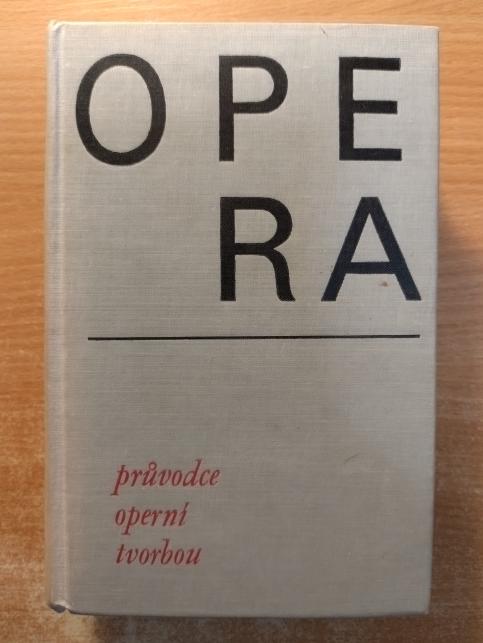 OPE
RA
průvodce
operní
tvorbou